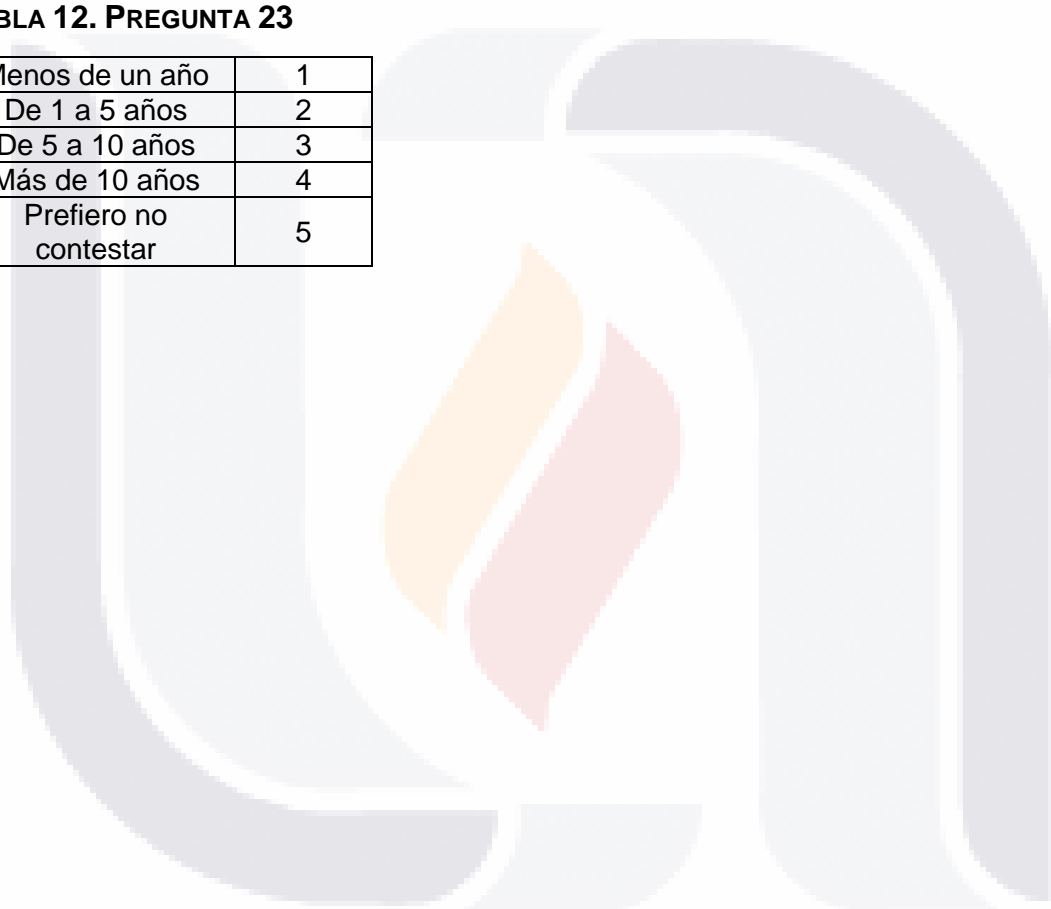 BLA 12. PREGUNTA 23
Menos de un año 1
De 1 a 5 años 2
De 5 a 10 años 3
Más de 10 años 4
Prefiero no
contestar 5